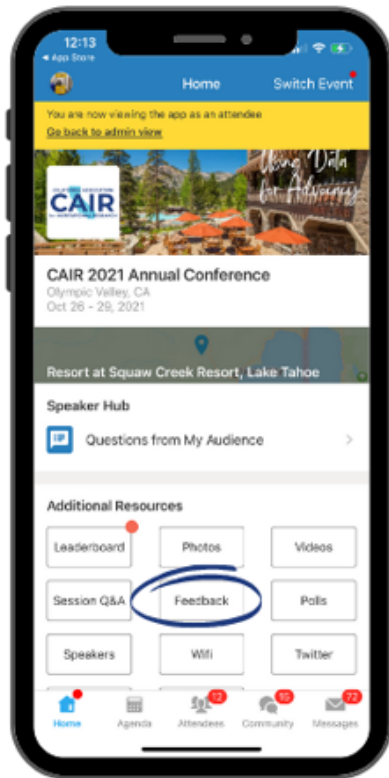 12:13
App Store
Home
Switch Event
You are now viewing the app as an attendee
Go back to admin view
Using Data
for Advocacy
CAIR
CAIR 2021 Annual Conference
Olympic Valley, CA
Oct 26 - 29, 2021
Resort at Squaw Creek Resort, Lake Tahoe
Speaker Hub
Questions from My Audience
Additional Resources
Leaderboard
Photos
Videos
Session Q&A
Feedback
Polls
Speakers
Wifi
Twitter
12
15
72
Home
Agenda
Attendees
Community
Messages